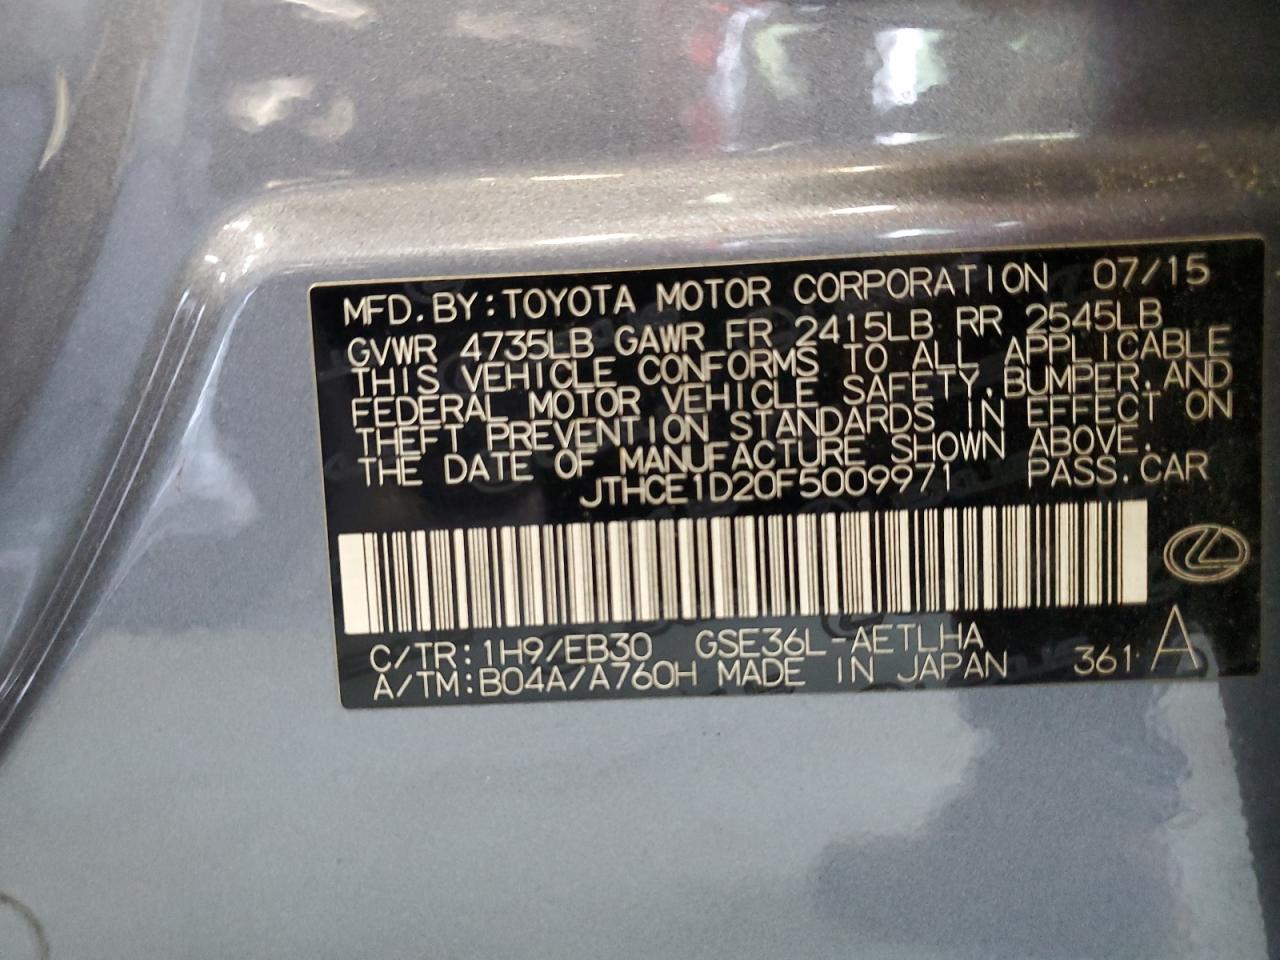 MFD. BY: TOYOTA MOTOR CORPORATION 07/15
GVWR 4735LB GAWR FR 2415LB RR 2545LB
THIS VEHICLE CONFORMS TO ALL APPLICABLE
FEDERAL MOTOR VEHICLE SAFETY, BUMPER, AND
THEFT PREVENTION STANDARDS IN EFFECT ON
THE DATE OF MANUFACTURE SHOWN ABOVE.
JTHCE1D20F5009971 PASS. CAR
C/TR: 1H9/EB30 GSE36L-AETLHA
A/TM: B04A/A760H MADE IN JAPAN 361 A